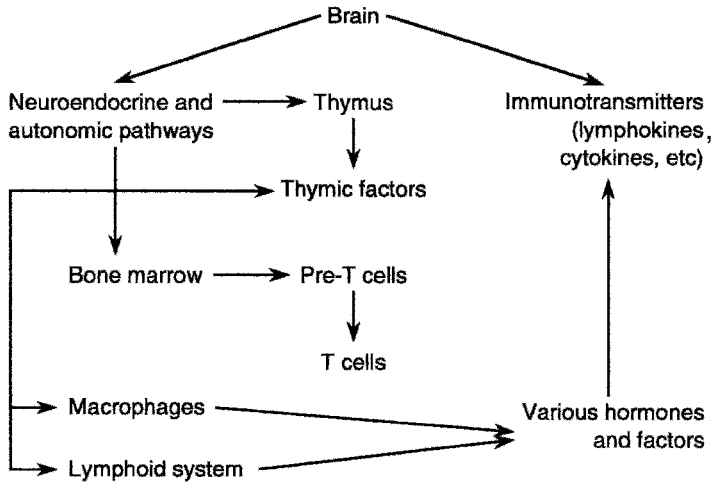 Brain
Neuroendocrine and
autonomic pathways
Thymus
Immunotransmitters
(lymphokines,
cytokines, etc)
Thymic factors
Bone marrow
Pre-T cells
T cells
Macrophages
Various hormones
and factors
Lymphoid system